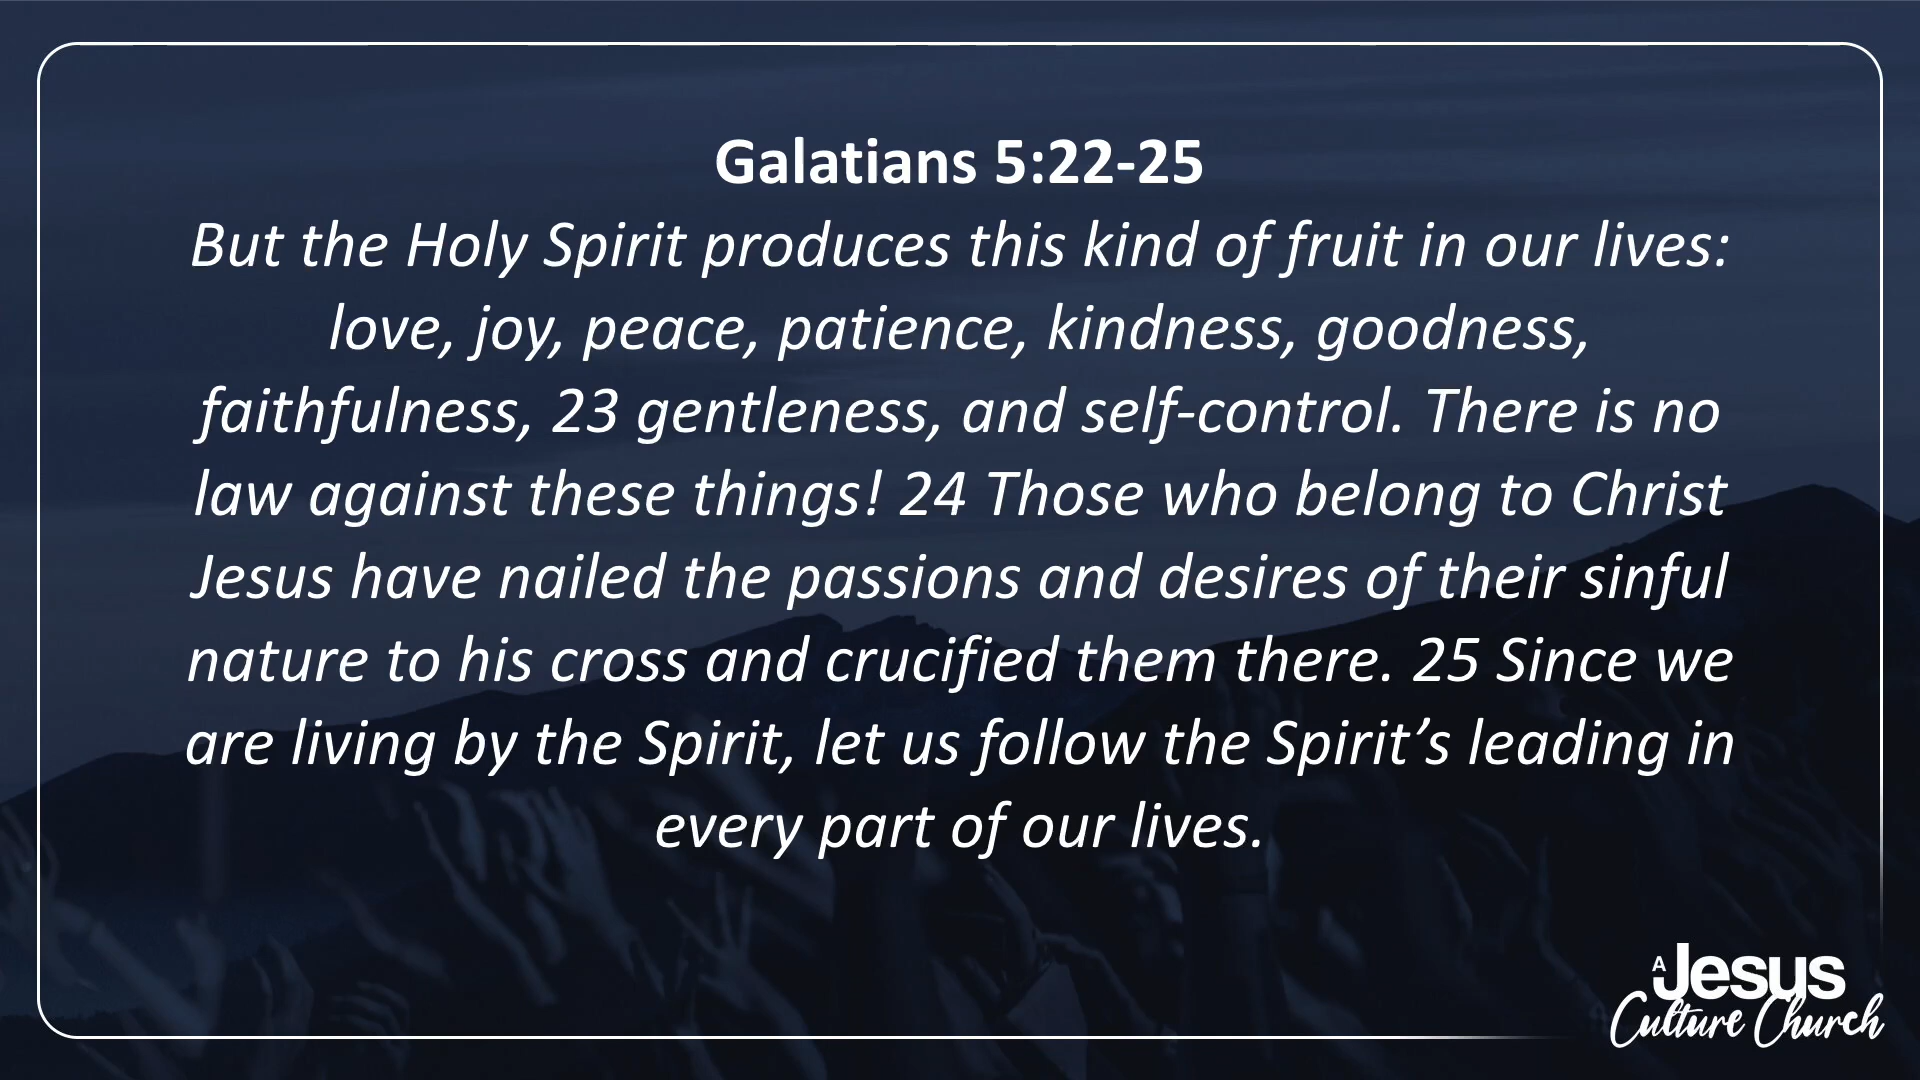 Galatians 5:22-25
But the Holy Spirit produces this kind of fruit in our lives:
love, joy, peace, patience, kindness, goodness,
faithfulness, 23 gentleness, and self-control. There is no
law against these things! 24 Those who belong to Christ
Jesus have nailed the passions and desires of their sinful
nature to his cross and crucified them there. 25 Since we
are living by the Spirit, let us follow the Spirit’s leading in
every part of our lives.
A Jesus
Culture Church